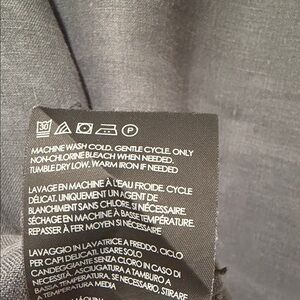 30 P
MACHINE WASH COLD, GENTLE CYCLE. ONLY
NON-CHLORINE BLEACH WHEN NEEDED.
TUMBLE DRY LOW, WARM IRON IF NEEDED
LAVAGE EN MACHINE À L'EAU FROIDE, CYCLE
DÉLICAT. UNIQUEMENT UN AGENT DE
BLANCHIMENT SANS CHLORE, SI NÉCESSAIRE.
SÉCHAGE EN MACHINE À BASSE TEMPÉRATURE.
REPASSER À FER MOYEN SI NÉCESSAIRE
LAVAGGIO IN LAVATRICE A FREDDO, CICLO
PER CAPI DELICATI. USARE SOLO
CANDEGGIANTE SENZA CLORO IN CASO DI
NECESSITÀ. ASCIUGATURA A TAMBURO A
BASSA TEMPERATURA, STIRARE SE NECESSARIO
TEMPERATURA MEDIA
MÁQUINA